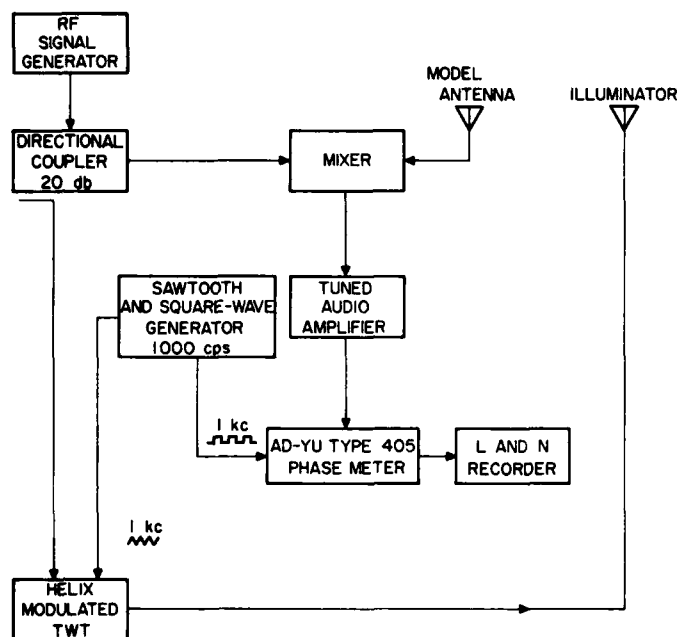 RF
SIGNAL
GENERATOR
MODEL
ANTENNA
ILLUMINATOR
DIRECTIONAL
COUPLER
20 db
MIXER
SAWTOOTH
AND SQUARE-WAVE
GENERATOR
1000 cps
TUNED
AUDIO
AMPLIFIER
1 kc
AD-YU TYPE 405
PHASE METER
L AND N
RECORDER
1 kc
HELIX
MODULATED
TWT